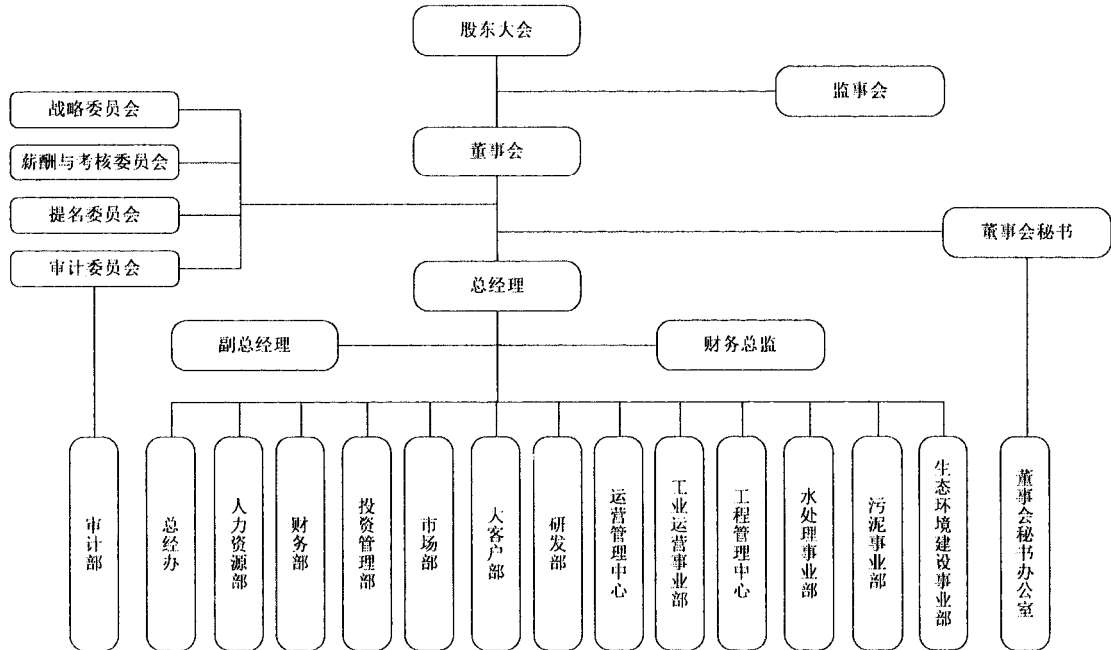 股东大会
监事会
战略委员会
董事会
薪酬与考核委员会
提名委员会
董事会秘书
审计委员会
总经理
副总经理
财务总监
审计部
总经办
人力资源部
财务部
投资管理部
市场部
大客户部
研发部
运营管理中心
工业运营事业部
工程管理中心
水处理事业部
污泥事业部
生态环境建设事业部
董事会秘书办公室